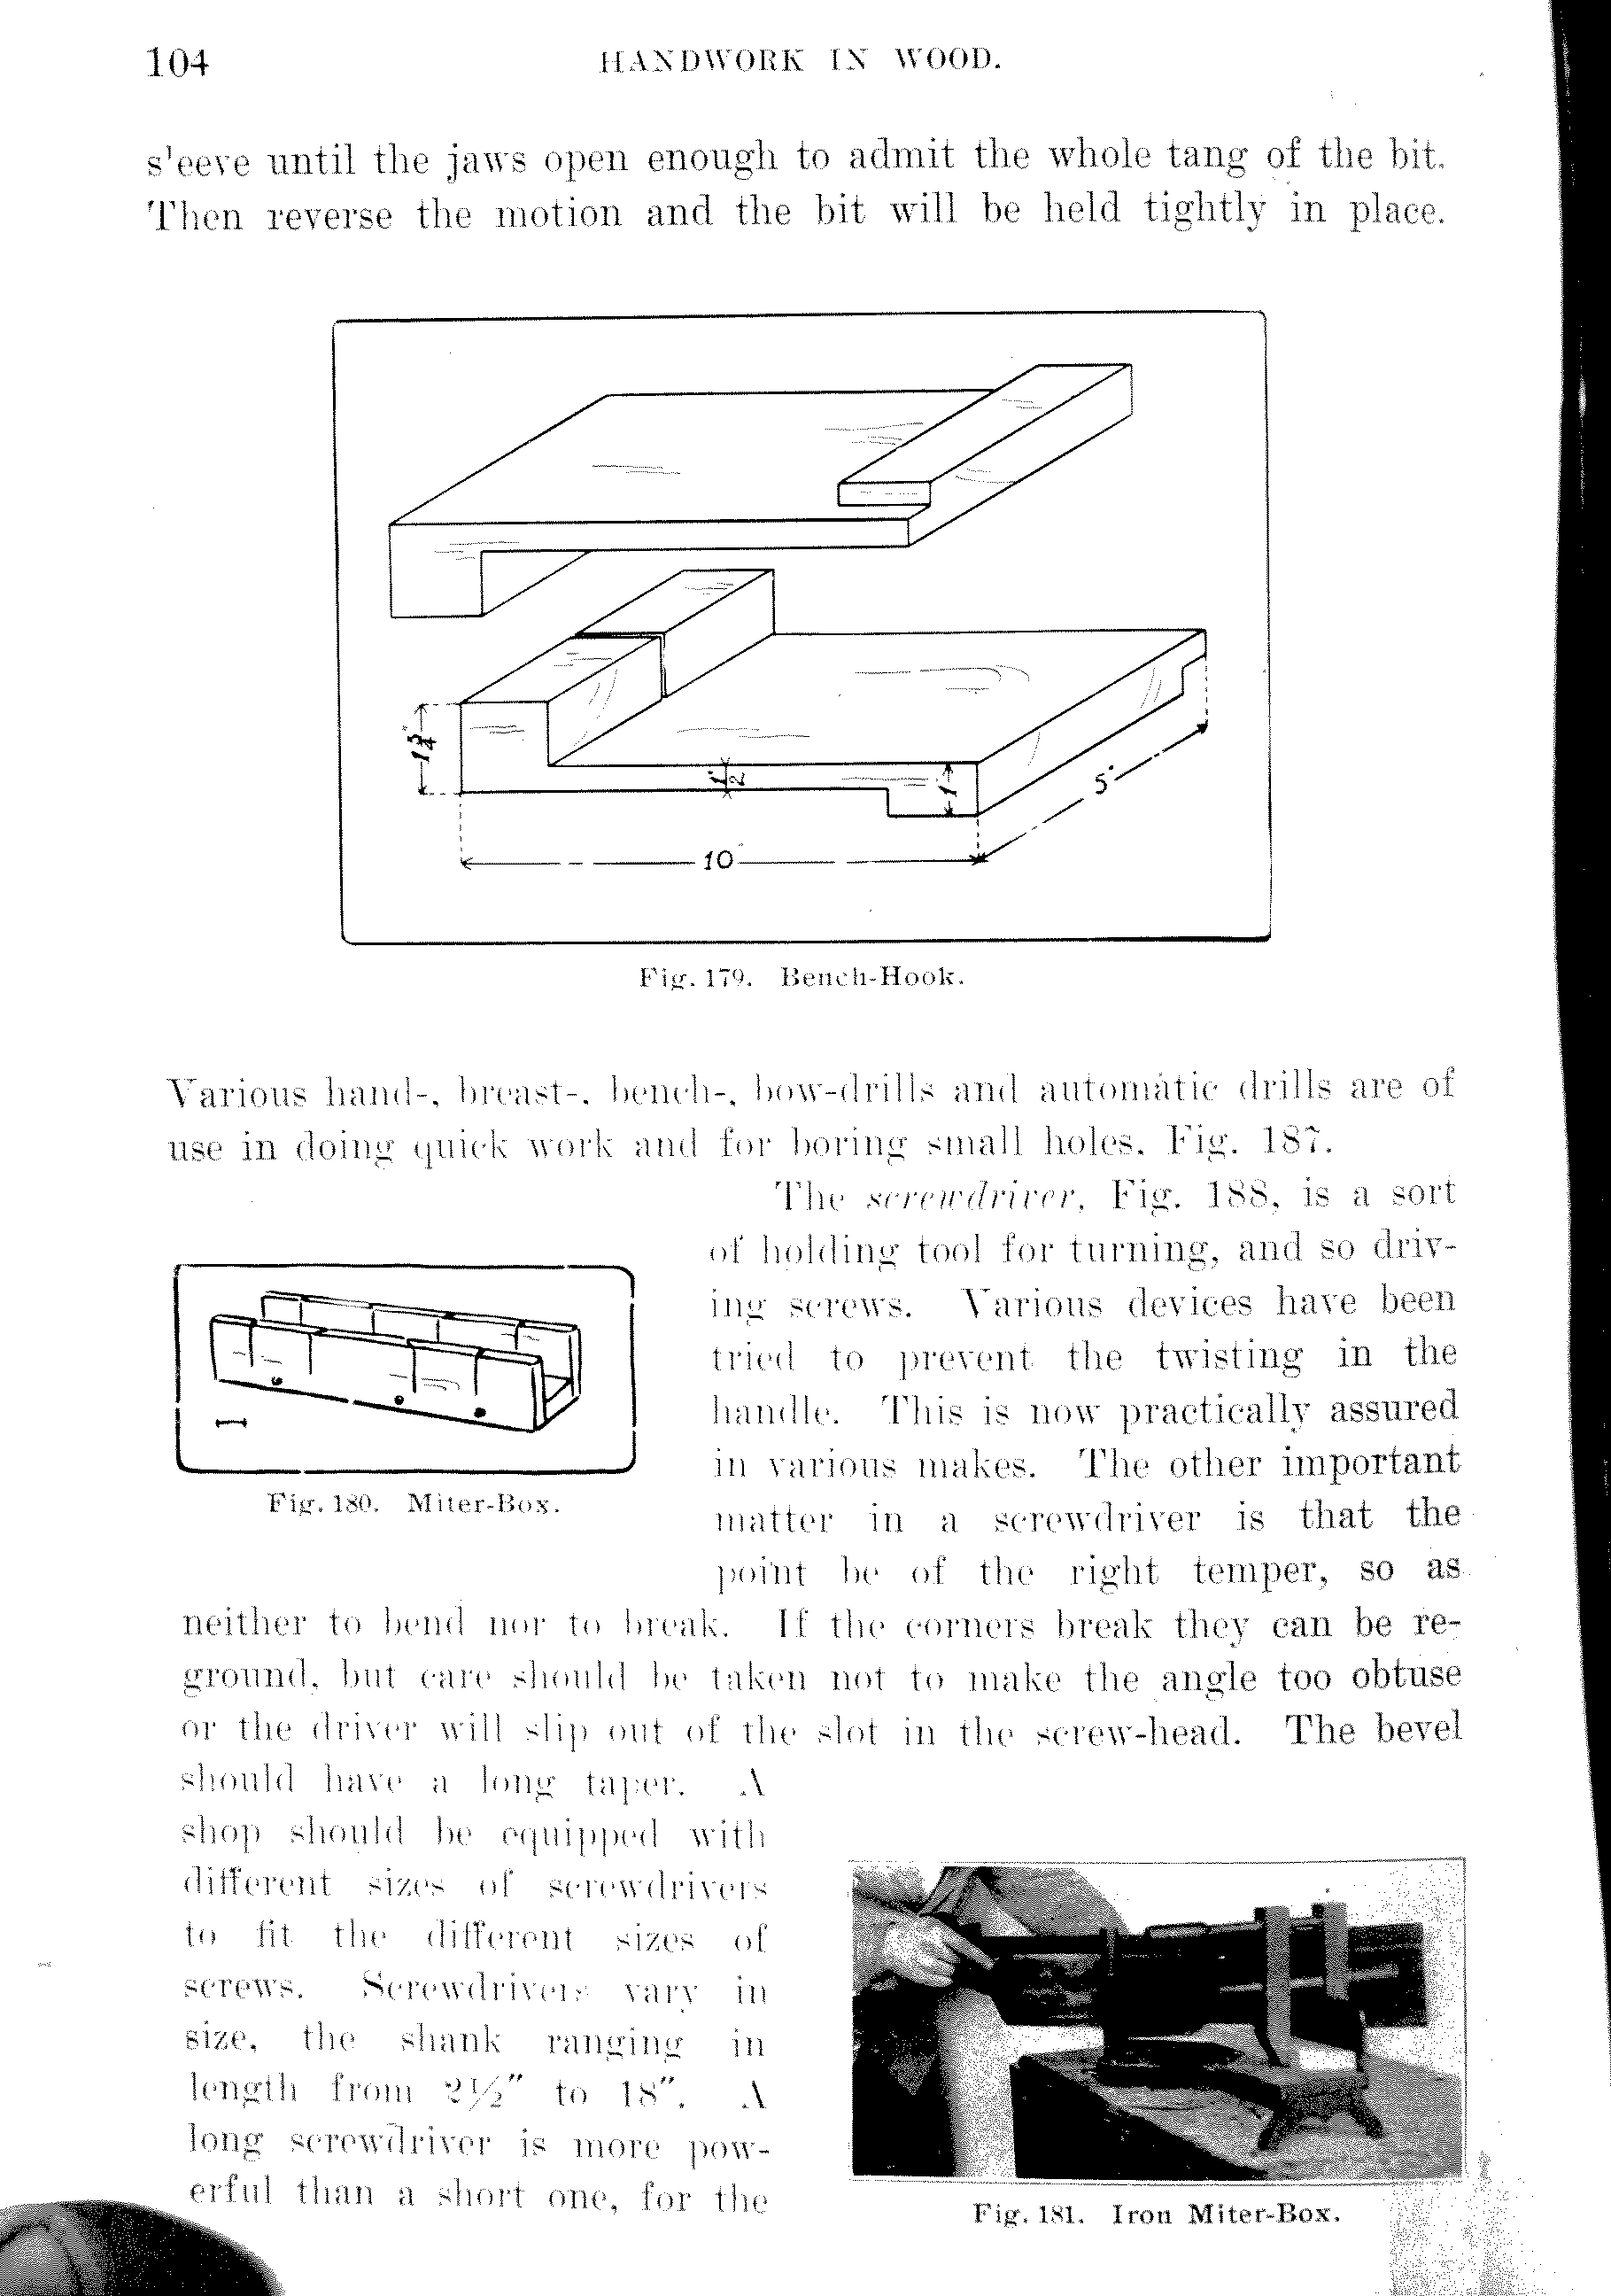 104
HANDWORK IN WOOD.
s'eeve until the jaws open enough to admit the whole tang of the bit.
Then reverse the motion and the bit will be held tightly in place.
1¾"
½
1
5"
10"
Fig. 179. Bench-Hook.
Various hand-, breast-, bench-, bow-drills and automatic drills are of
use in doing quick work and for boring small holes, Fig. 187.
The screwdriver, Fig. 188, is a sort
of holding tool for turning, and so driv-
ing screws. Various devices have been
tried to prevent the twisting in the
handle. This is now practically assured
in various makes. The other important
matter in a screwdriver is that the
point be of the right temper, so as
Fig. 180. Miter-Box.
neither to bend nor to break. If the corners break they can be re-
ground, but care should be taken not to make the angle too obtuse
or the driver will slip out of the slot in the screw-head. The bevel
should have a long taper. A
shop should be equipped with
different sizes of screwdrivers
to fit the different sizes of
screws. Screwdrivers vary in
size, the shank ranging in
length from 2½" to 18". A
long screwdriver is more pow-
erful than a short one, for the
Fig. 181. Iron Miter-Box.